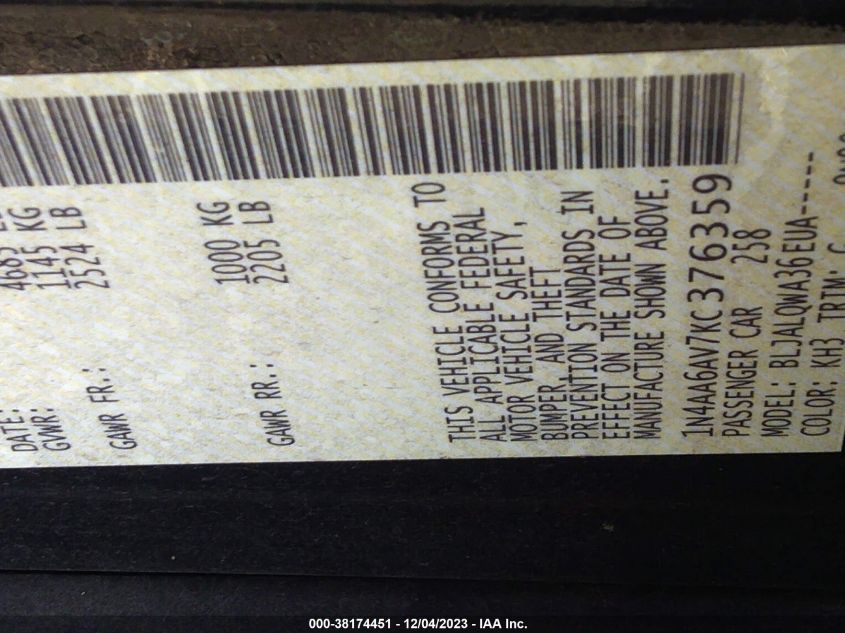 DATE:
GVWR: 4685
1145 KG
GAWR FR.: 2524 LB
1000 KG
GAWR RR.: 2205 LB
THIS VEHICLE CONFORMS TO
ALL APPLICABLE FEDERAL
MOTOR VEHICLE SAFETY,
BUMPER, AND THEFT
PREVENTION STANDARDS IN
EFFECT ON THE DATE OF
MANUFACTURE SHOWN ABOVE.
1N4AA6AV7KC376359
PASSENGER CAR 258
MODEL: BLJALQWA36EUA-----
COLOR: KH3 TRIM: C
000-38174451 - 12/04/2023 - IAA Inc.